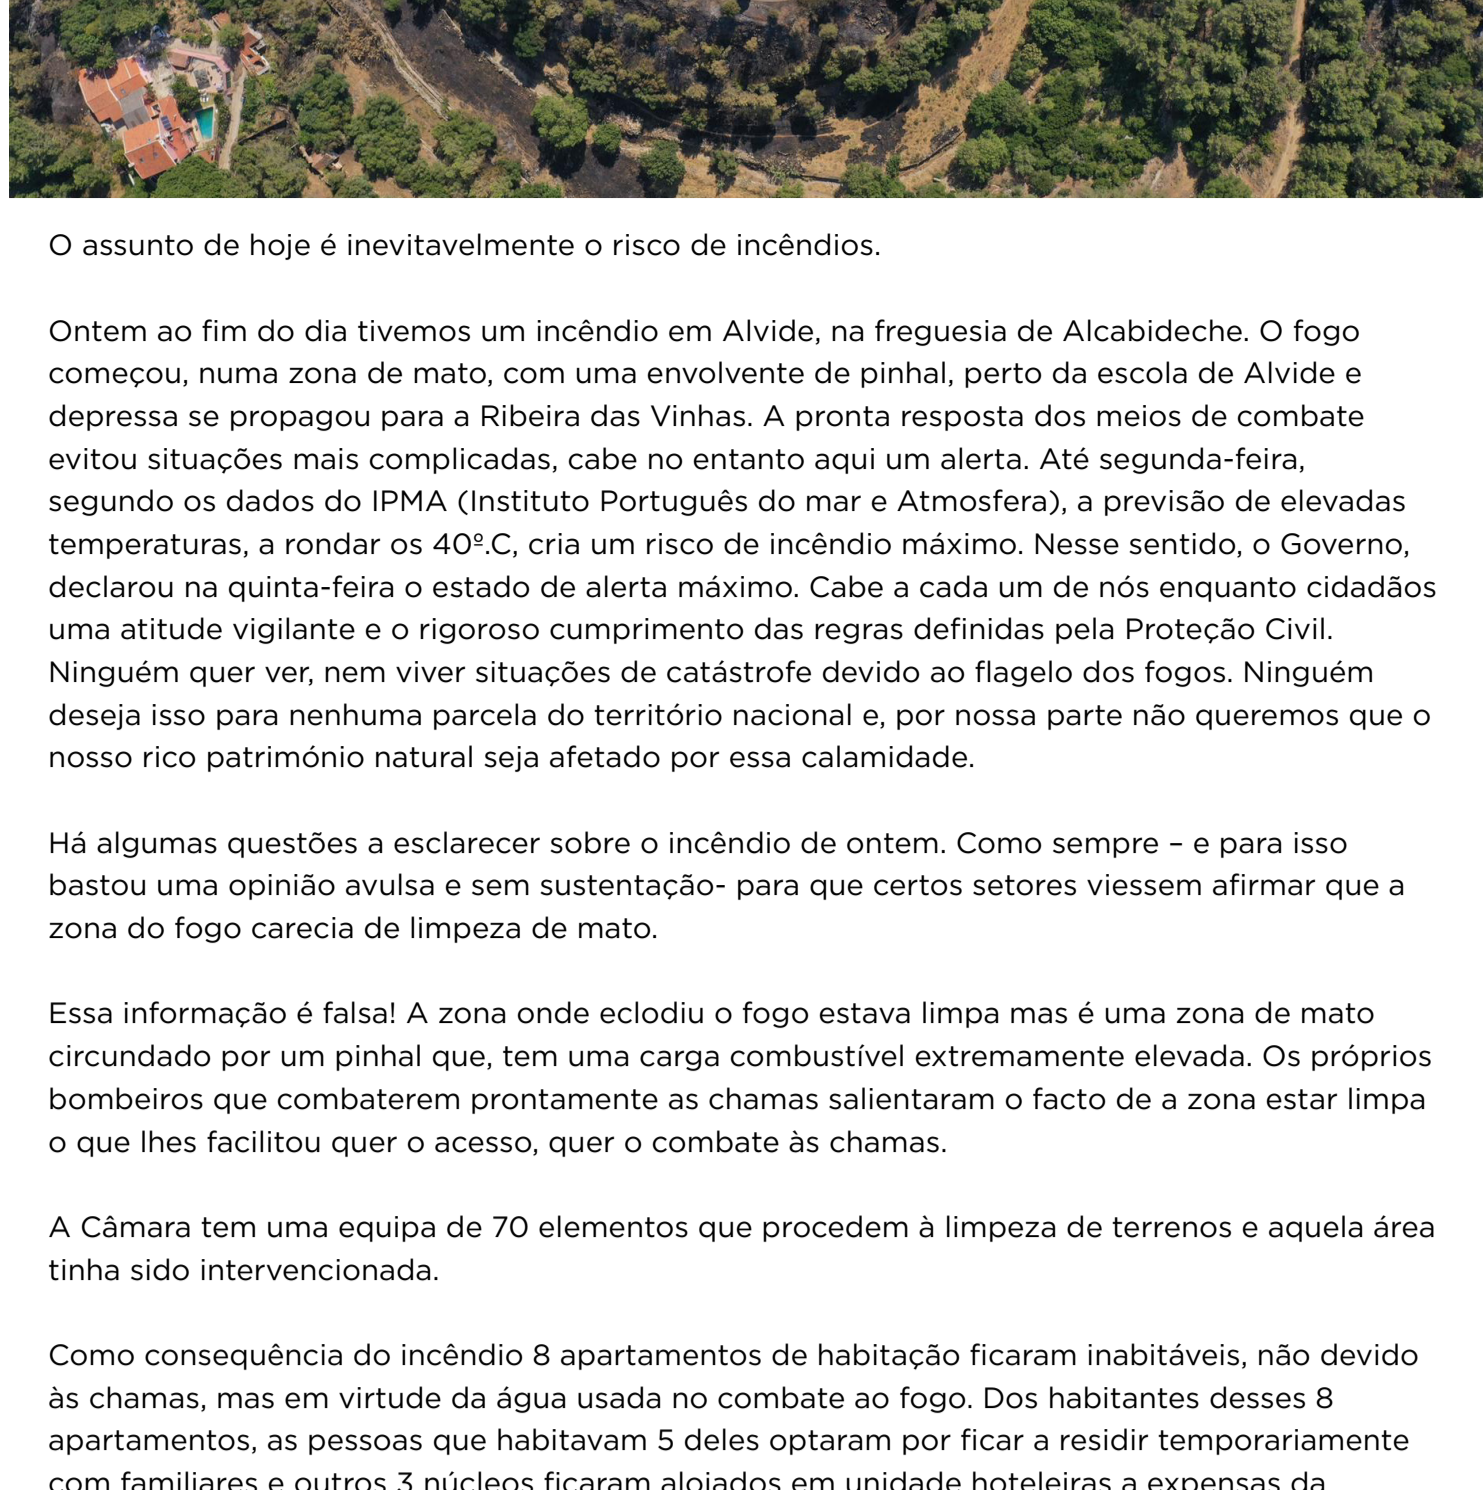 O assunto de hoje é inevitavelmente o risco de incêndios.
Ontem ao fim do dia tivemos um incêndio em Alvide, na freguesia de Alcabideche. O fogo
começou, numa zona de mato, com uma envolvente de pinhal, perto da escola de Alvide e
depressa se propagou para a Ribeira das Vinhas. A pronta resposta dos meios de combate
evitou situações mais complicadas, cabe no entanto aqui um alerta. Até segunda-feira,
segundo os dados do IPMA (Instituto Português do mar e Atmosfera), a previsão de elevadas
temperaturas, a rondar os 40º.C, cria um risco de incêndio máximo. Nesse sentido, o Governo,
declarou na quinta-feira o estado de alerta máximo. Cabe a cada um de nós enquanto cidadãos
uma atitude vigilante e o rigoroso cumprimento das regras definidas pela Proteção Civil.
Ninguém quer ver, nem viver situações de catástrofe devido ao flagelo dos fogos. Ninguém
deseja isso para nenhuma parcela do território nacional e, por nossa parte não queremos que o
nosso rico património natural seja afetado por essa calamidade.
Há algumas questões a esclarecer sobre o incêndio de ontem. Como sempre – e para isso
bastou uma opinião avulsa e sem sustentação- para que certos setores viessem afirmar que a
zona do fogo carecia de limpeza de mato.
Essa informação é falsa! A zona onde eclodiu o fogo estava limpa mas é uma zona de mato
circundado por um pinhal que, tem uma carga combustível extremamente elevada. Os próprios
bombeiros que combaterem prontamente as chamas salientaram o facto de a zona estar limpa
o que lhes facilitou quer o acesso, quer o combate às chamas.
A Câmara tem uma equipa de 70 elementos que procedem à limpeza de terrenos e aquela área
tinha sido intervencionada.
Como consequência do incêndio 8 apartamentos de habitação ficaram inabitáveis, não devido
às chamas, mas em virtude da água usada no combate ao fogo. Dos habitantes desses 8
apartamentos, as pessoas que habitavam 5 deles optaram por ficar a residir temporariamente
com familiares e outros 3 núcleos ficaram alojados em unidade hoteleiras a expensas da